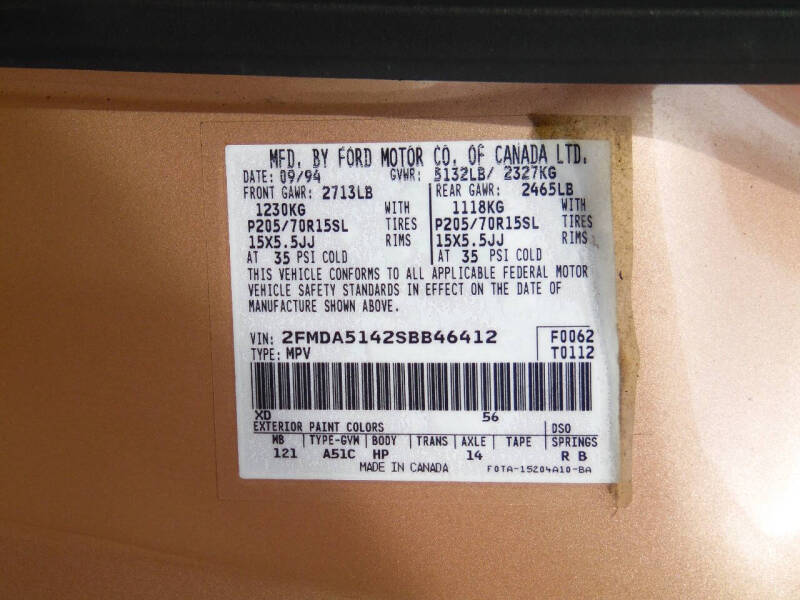 MFD. BY FORD MOTOR CO. OF CANADA LTD.
DATE: 09/94 GVWR: 5132LB/ 2327KG
FRONT GAWR: 2713LB REAR GAWR: 2465LB
1230KG WITH 1118KG WITH
P205/70R15SL TIRES P205/70R15SL TIRES
15X5.5JJ RIMS 15X5.5JJ RIMS
AT 35 PSI COLD AT 35 PSI COLD
THIS VEHICLE CONFORMS TO ALL APPLICABLE FEDERAL MOTOR
VEHICLE SAFETY STANDARDS IN EFFECT ON THE DATE OF
MANUFACTURE SHOWN ABOVE.
VIN: 2FMDA5142SBB46412 F0062
TYPE: MPV T0112
XD 56
EXTERIOR PAINT COLORS DSO
WB TYPE-GVM BODY TRANS AXLE TAPE SPRINGS
121 A51C HP 14 R B
MADE IN CANADA F0TA-15204A10-BA